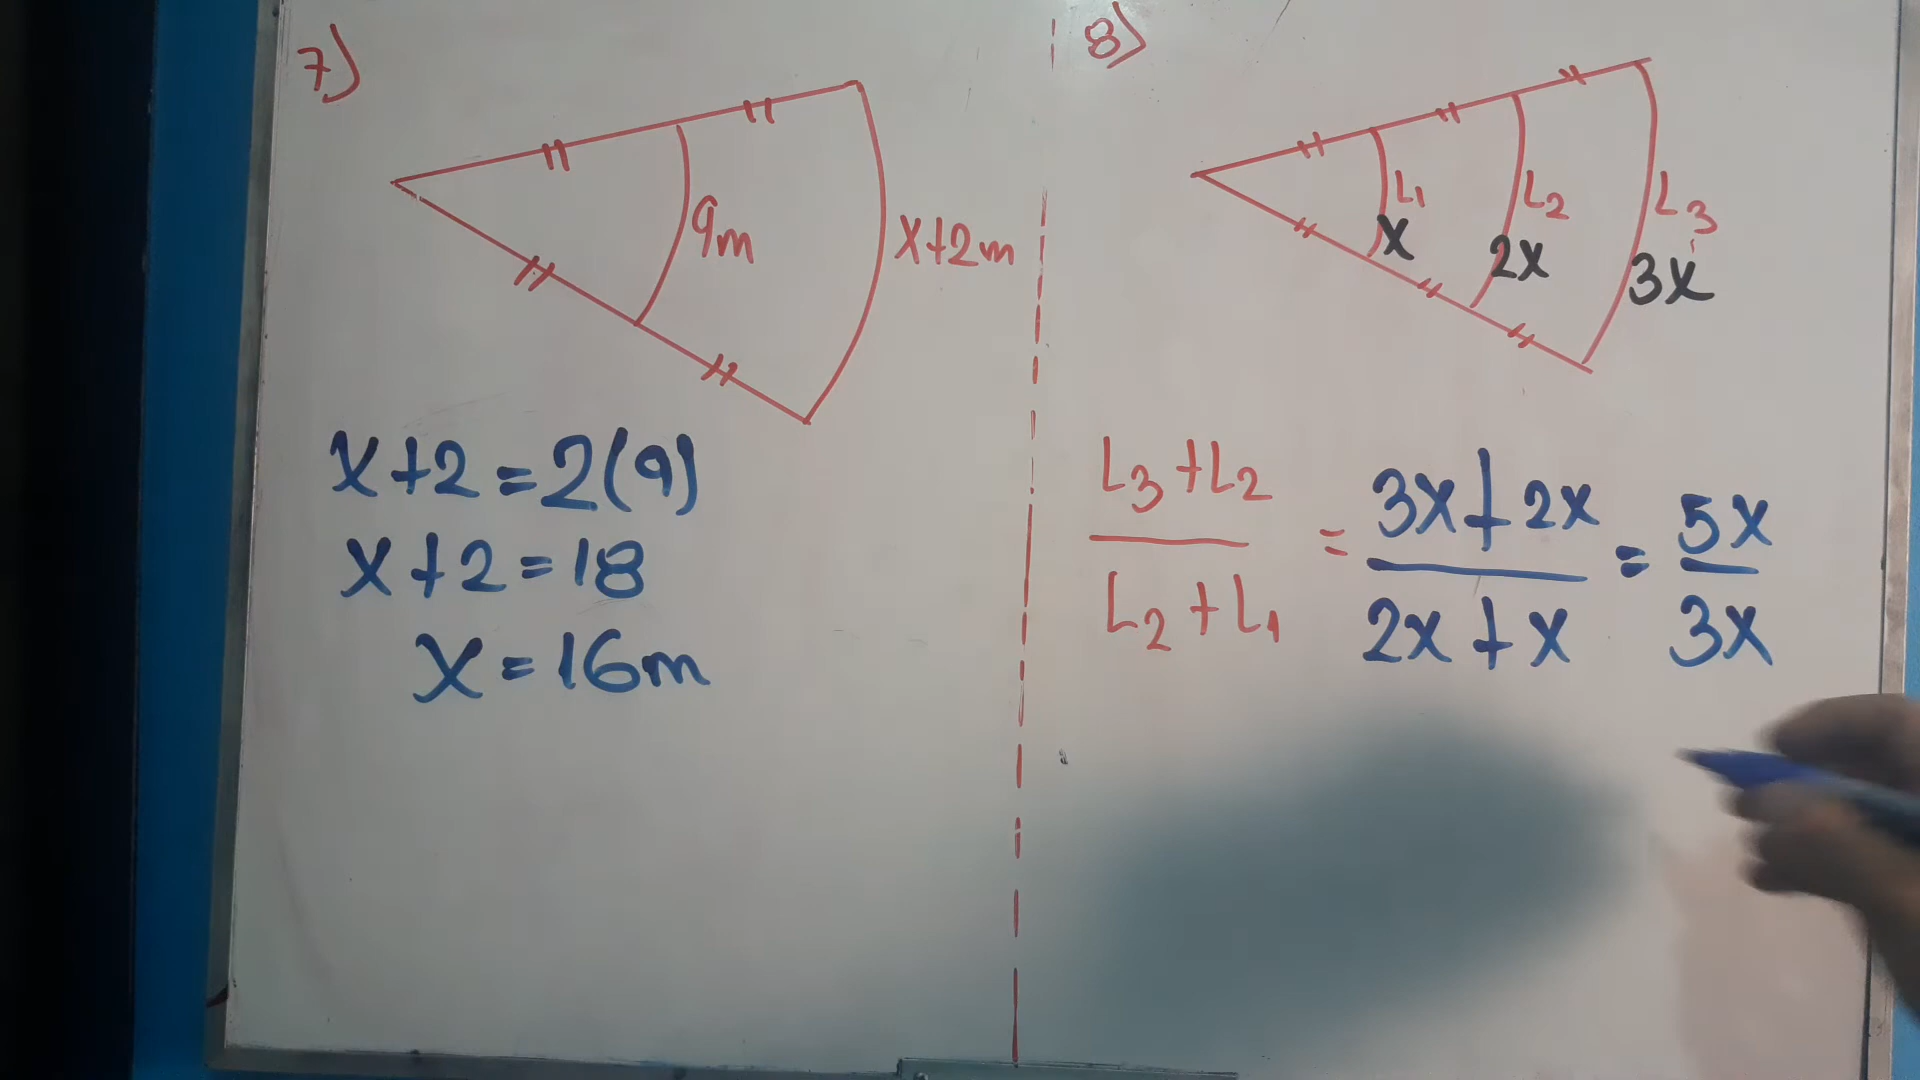 7)
9m
x+2m
x+2=2(9)
x+2=18
x=16m
8)
L1 L2 L3
x 2x 3x
L3+L2 / L2+L1 = 3x+2x / 2x+x = 5x / 3x